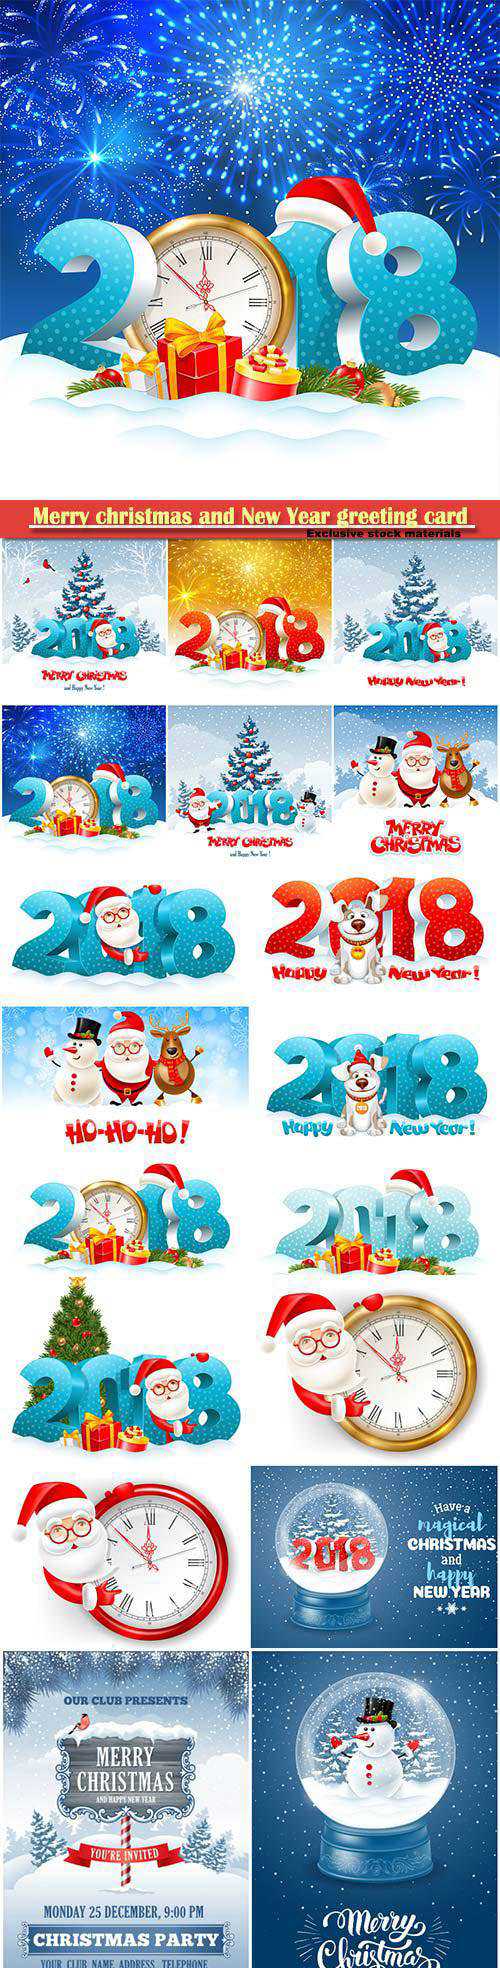 2018
Merry christmas and New Year greeting card
Exclusive stock materials
2018
MERRY CHRISTMAS
and Happy New Year!
2018
2018
Happy New Year!
2018
2018
MERRY CHRISTMAS
and Happy New Year!
MERRY
CHRISTMAS
2018
2018
Happy New Year!
HO-HO-HO!
2018
Happy New Year!
2018
2018
2018
2018
Have a
magical
CHRISTMAS
and
happy
NEW YEAR
OUR CLUB PRESENTS
MERRY
CHRISTMAS
AND HAPPY NEW YEAR
YOU'RE INVITED
MONDAY 25 DECEMBER, 9:00 PM
CHRISTMAS PARTY
YOUR CLUB NAME, ADDRESS, TELEPHONE
Merry
Christmas